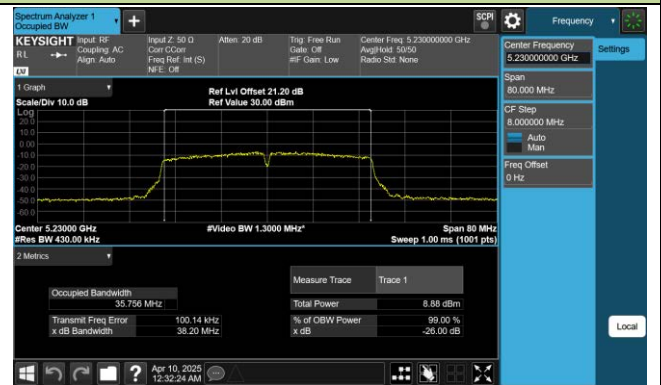 Spectrum Analyzer 1
Occupied BW
SCPI
Frequency
KEYSIGHT
RL
LXI
Input: RF
Coupling: AC
Align: Auto
Input Z: 50 Ω
Corr CCorr
Freq Ref: Int (S)
NFE: Off
Atten: 20 dB
Trig: Free Run
Gate: Off
#IF Gain: Low
Center Freq: 5.230000000 GHz
Avg|Hold: 50/50
Radio Std: None
Center Frequency
5.230000000 GHz
Settings
Span
80.000 MHz
CF Step
8.000000 MHz
Auto
Man
Freq Offset
0 Hz
1 Graph
Scale/Div 10.0 dB
Ref Lvl Offset 21.20 dB
Ref Value 30.00 dBm
Log
20.0
10.0
0.00
-10.0
-20.0
-30.0
-40.0
-50.0
-60.0
Center 5.23000 GHz
#Res BW 430.00 kHz
#Video BW 1.3000 MHz*
Span 80 MHz
Sweep 1.00 ms (1001 pts)
2 Metrics
Measure Trace
Trace 1
Occupied Bandwidth
35.756 MHz
Total Power
8.88 dBm
Transmit Freq Error
100.14 kHz
% of OBW Power
99.00 %
x dB Bandwidth
38.20 MHz
x dB
-26.00 dB
Local
?
Apr 10, 2025
12:32:24 AM